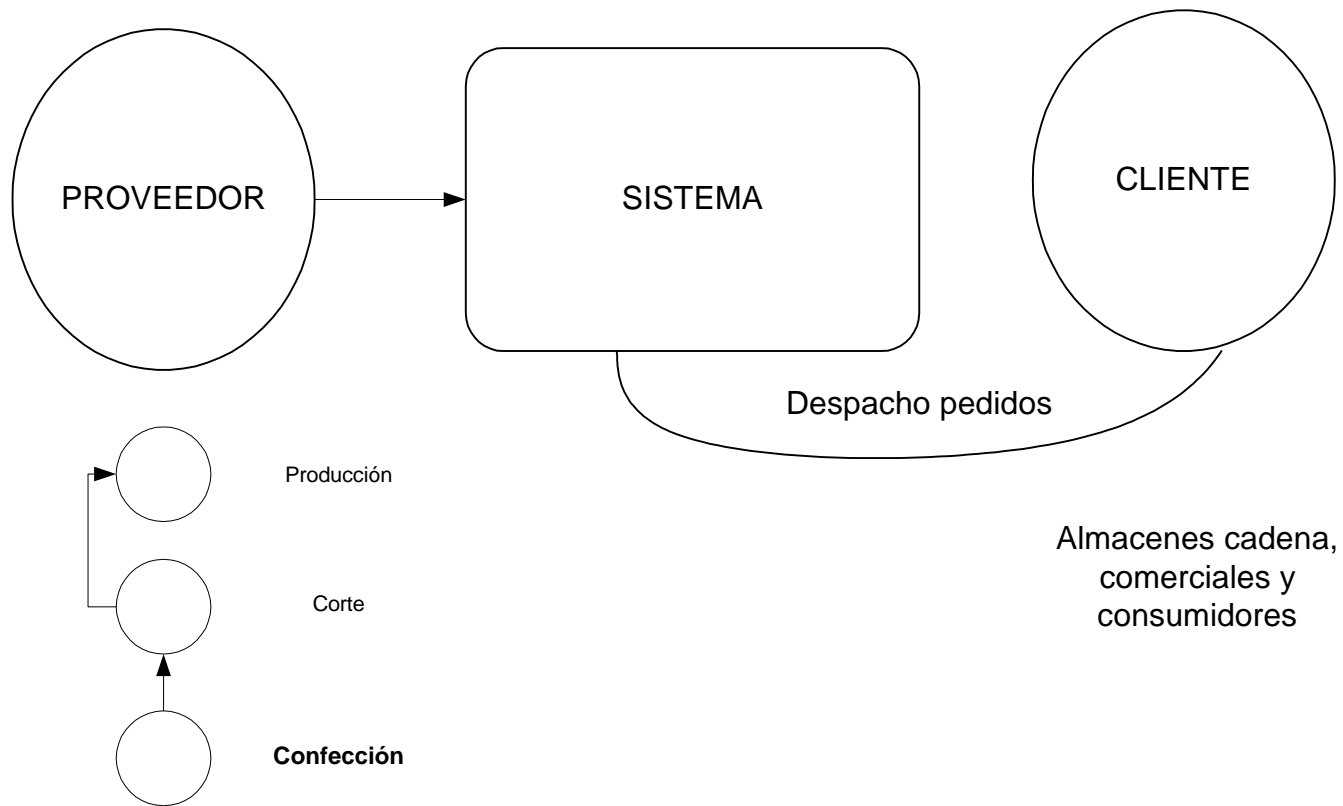 PROVEEDOR
SISTEMA
CLIENTE
Despacho pedidos
Producción
Corte
Confección
Almacenes cadena,
comerciales y
consumidores